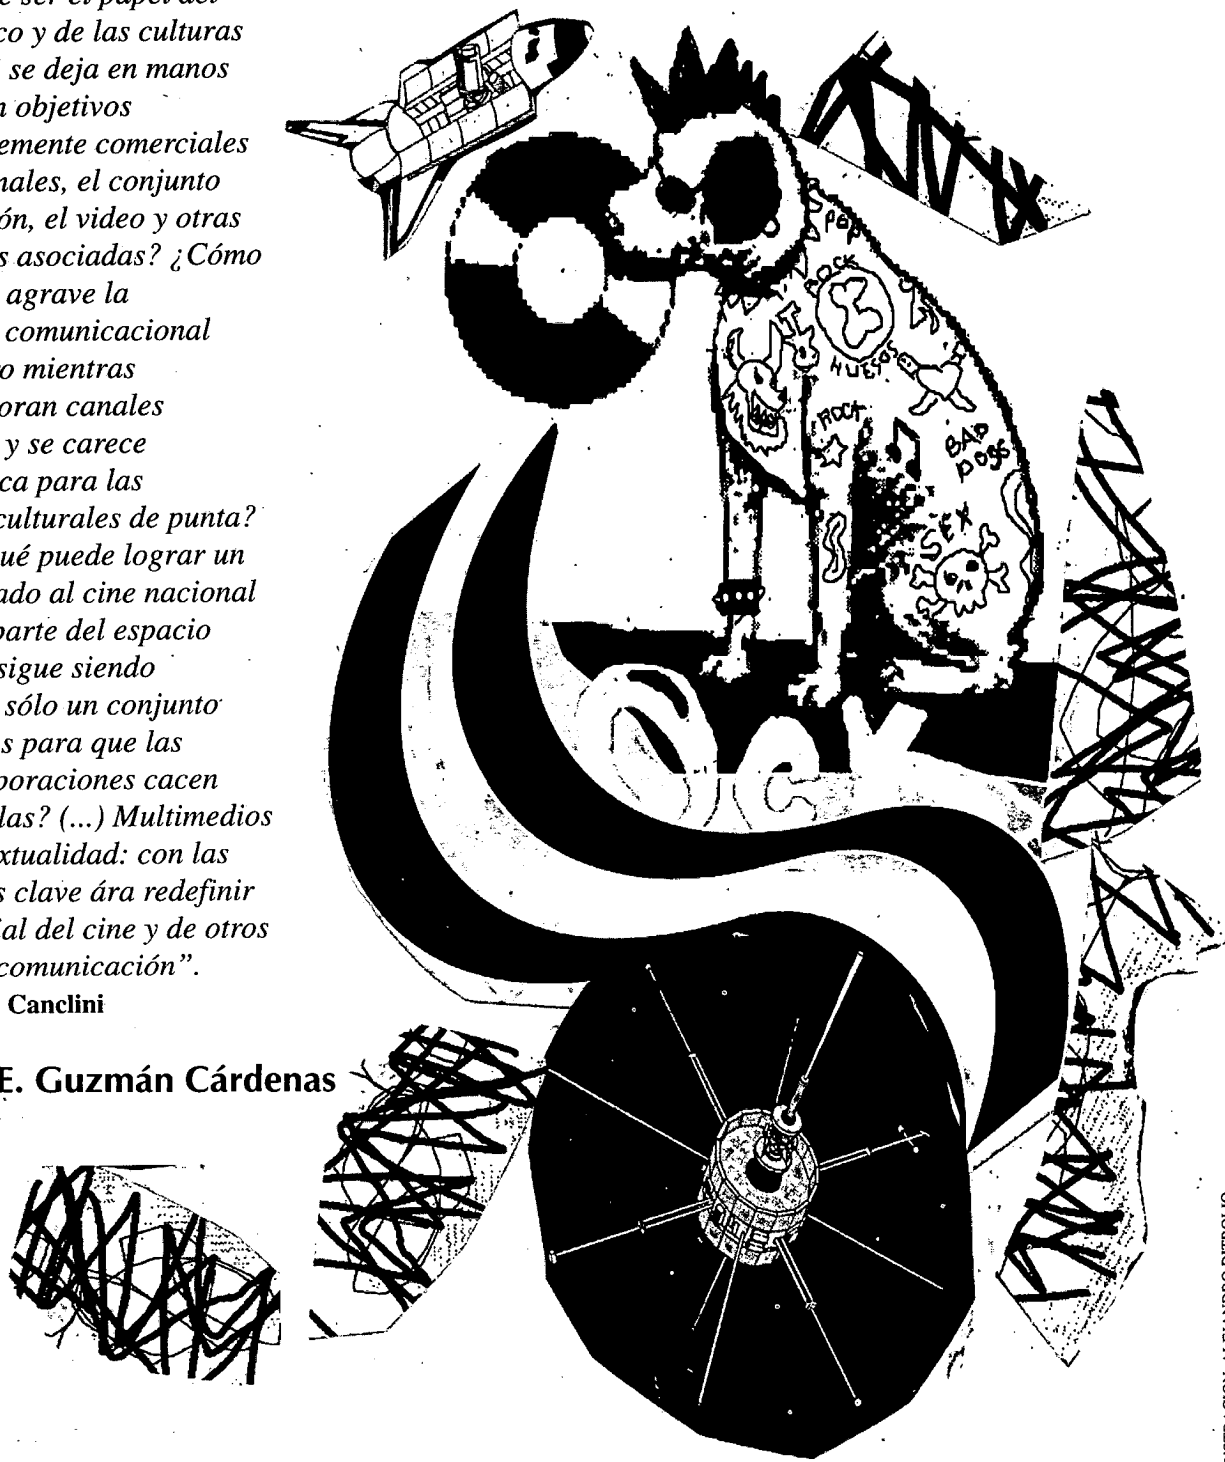 e ser el papel del
co y de las culturas
se deja en manos
n objetivos
emente comerciales
nales, el conjunto
ón, el video y otras
s asociadas? ¿Cómo
agrave la
comunicacional
o mientras
oran canales
y se carece
ca para las
culturales de punta?
ué puede lograr un
ado al cine nacional
parte del espacio
sigue siendo
sólo un conjunto
s para que las
poraciones cacen
las? (...) Multimedios
xtualidad: con las
s clave ára redefinir
ial del cine y de otros
comunicación”.
Canclini
E. Guzmán Cárdenas
POP
ROCK
HUESOS
ROCK
BAD
DOGS
SEX
OCK
ALEJANDRO